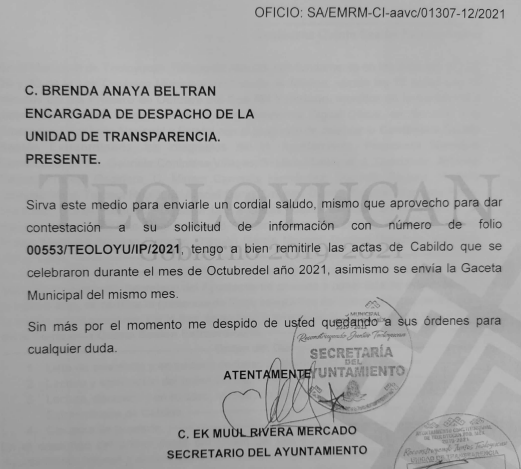 OFICIO: SA/EMRM-CI-aavc/01307-12/2021
C. BRENDA ANAYA BELTRAN
ENCARGADA DE DESPACHO DE LA
UNIDAD DE TRANSPARENCIA.
PRESENTE.
TEOLOYUCAN
Gobierno 2019-2021
Sirva este medio para enviarle un cordial saludo, mismo que aprovecho para dar
contestación a su solicitud de información con número de folio
00553/TEOLOYU/IP/2021, tengo a bien remitirle las actas de Cabildo que se
celebraron durante el mes de Octubredel año 2021, asimismo se envía la Gaceta
Municipal del mismo mes.
Sin más por el momento me despido de usted quedando a sus órdenes para
cualquier duda.
MUNICIPAL
SECRETARÍA
DEL
AYUNTAMIENTO
ATENTAMENTE
C. EK MUUL RIVERA MERCADO
SECRETARIO DEL AYUNTAMIENTO